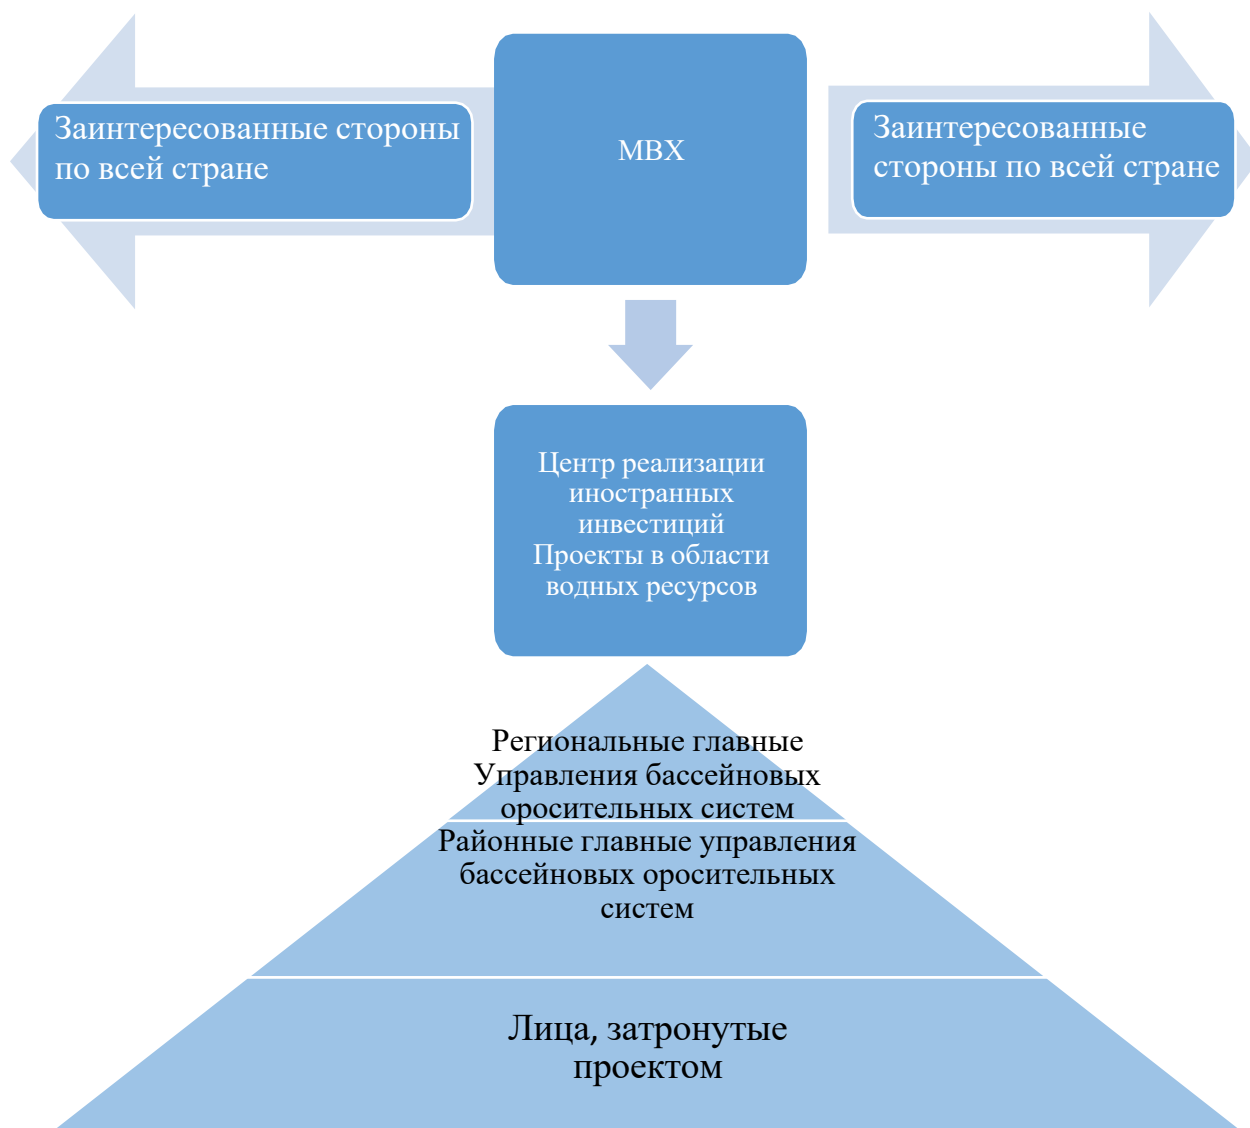 Заинтересованные стороны
по всей стране
МВХ
Заинтересованные
стороны по всей стране
Центр реализации
иностранных
инвестиций
Проекты в области
водных ресурсов
Региональные главные
Управления бассейновых
оросительных систем
Районные главные управления
бассейновых оросительных
систем
Лица, затронутые
проектом